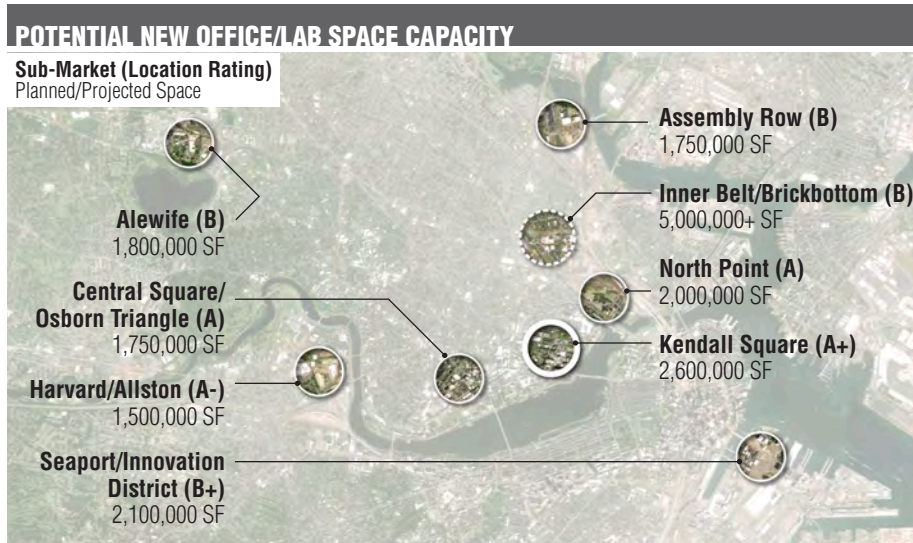 POTENTIAL NEW OFFICE/LAB SPACE CAPACITY
Sub-Market (Location Rating)
Planned/Projected Space
Alewife (B)
1,800,000 SF
Central Square/
Osborn Triangle (A)
1,750,000 SF
Harvard/Allston (A-)
1,500,000 SF
Seaport/Innovation
District (B+)
2,100,000 SF
Assembly Row (B)
1,750,000 SF
Inner Belt/Brickbottom (B)
5,000,000+ SF
North Point (A)
2,000,000 SF
Kendall Square (A+)
2,600,000 SF